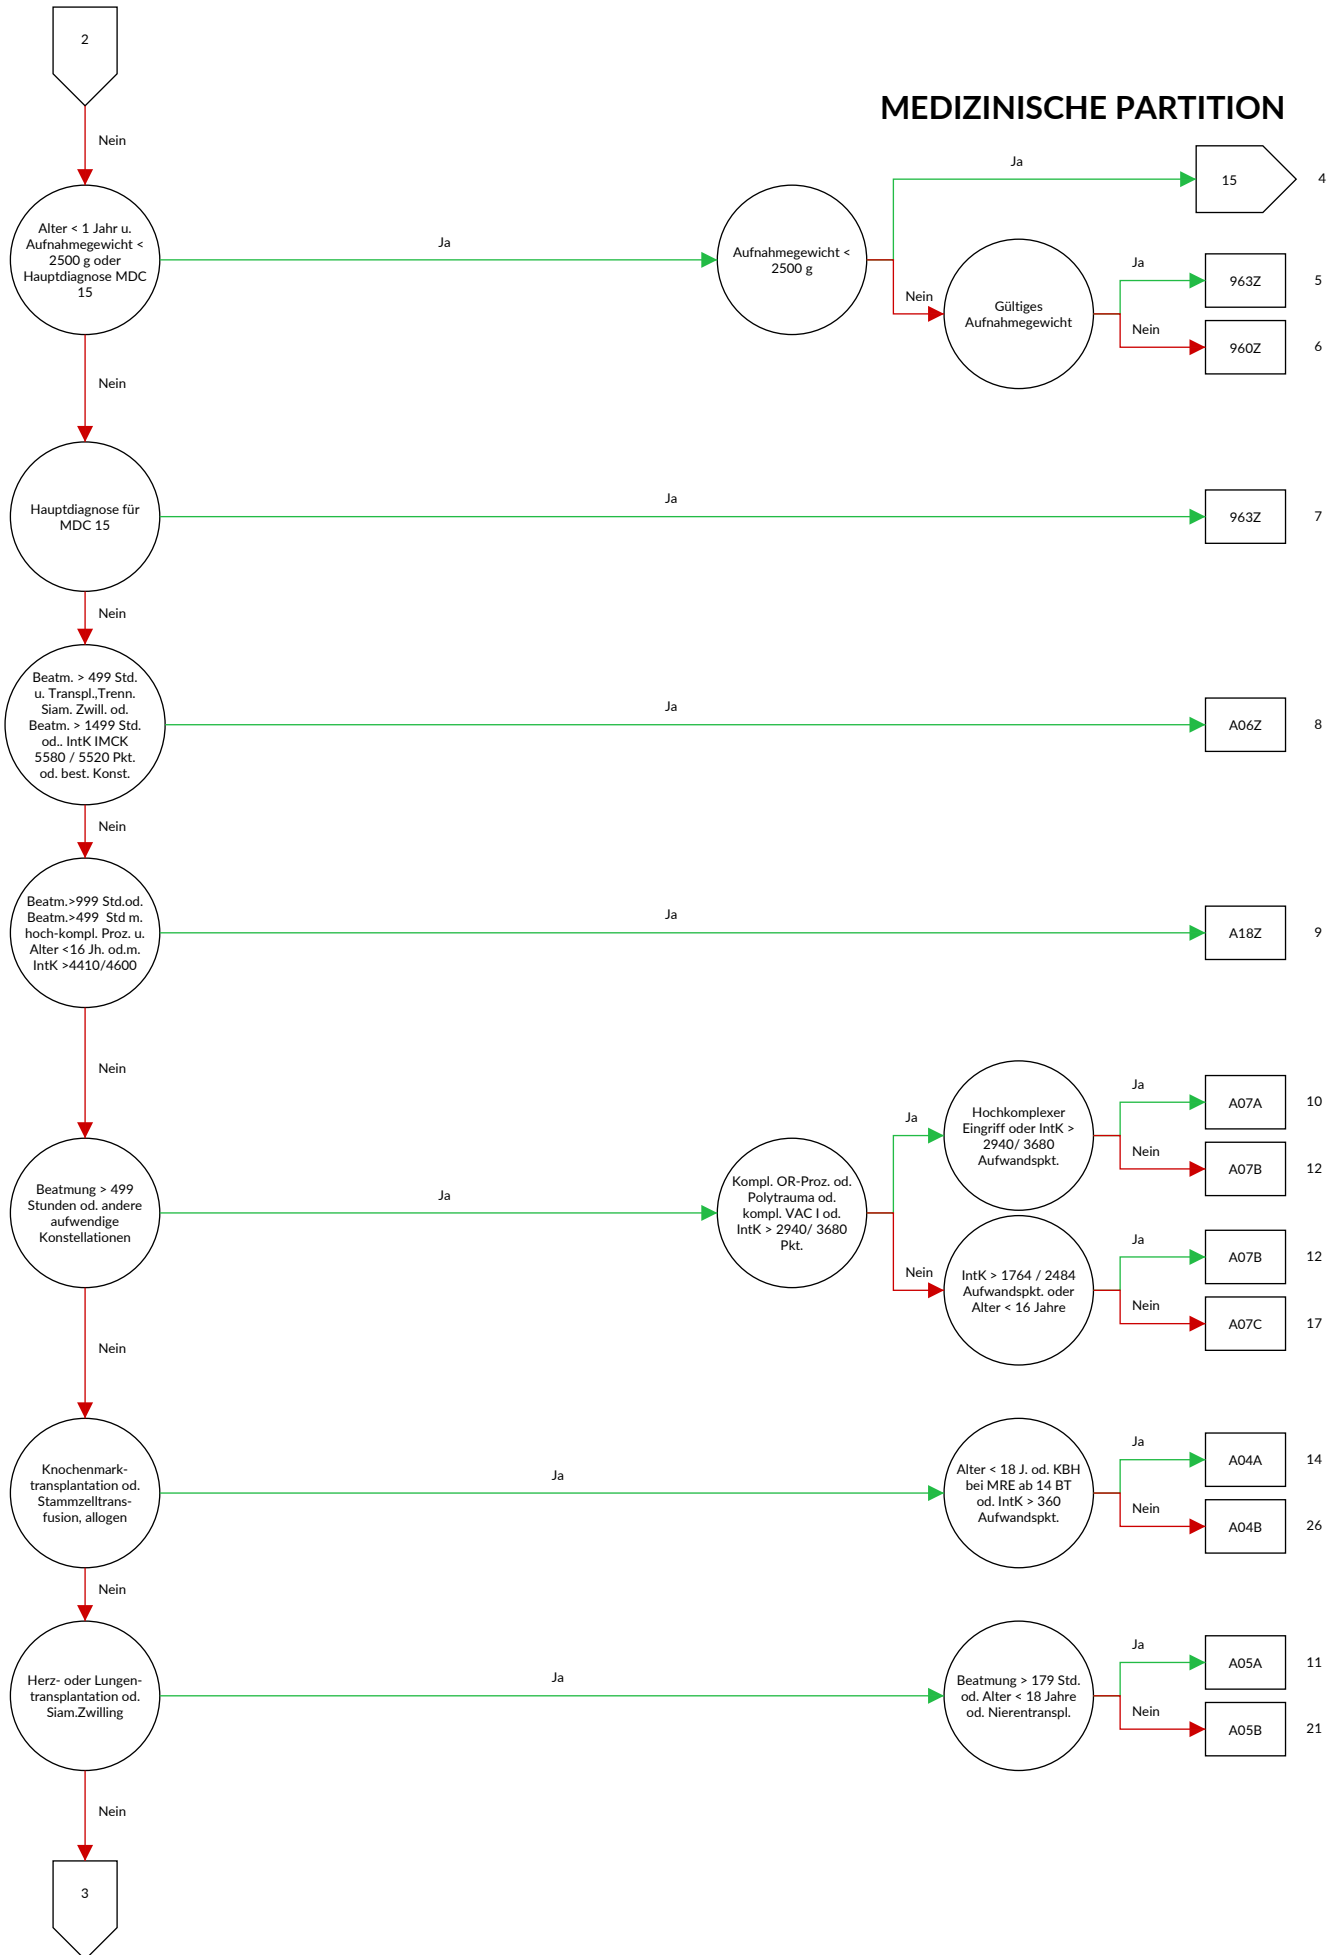 2
MEDIZINISCHE PARTITION
Nein
Alter < 1 Jahr u.
Aufnahmegewicht <
2500 g oder
Hauptdiagnose MDC
15
Ja
Aufnahmegewicht <
2500 g
Ja
15
4
Nein
Gültiges
Aufnahmegewicht
Ja
963Z
5
Nein
960Z
6
Nein
Hauptdiagnose für
MDC 15
Ja
963Z
7
Nein
Beatm. > 499 Std.
u. Transpl.,Trenn.
Siam. Zwill. od.
Beatm. > 1499 Std.
od.. IntK IMCK
5580 / 5520 Pkt.
od. best. Konst.
Ja
A06Z
8
Nein
Beatm.>999 Std.od.
Beatm.>499 Std m.
hoch-kompl. Proz. u.
Alter <16 Jh. od.m.
IntK >4410/4600
Ja
A18Z
9
Nein
Beatmung > 499
Stunden od. andere
aufwendige
Konstellationen
Ja
Kompl. OR-Proz. od.
Polytrauma od.
kompl. VAC I od.
IntK > 2940/ 3680
Pkt.
Ja
Hochkomplexer
Eingriff oder IntK >
2940/ 3680
Aufwandspkt.
Ja
A07A
10
Nein
A07B
12
Nein
IntK > 1764 / 2484
Aufwandspkt. oder
Alter < 16 Jahre
Ja
A07B
12
Nein
A07C
17
Nein
Knochenmark-
transplantation od.
Stammzelltrans-
fusion, allogen
Ja
Alter < 18 J. od. KBH
bei MRE ab 14 BT
od. IntK > 360
Aufwandspkt.
Ja
A04A
14
Nein
A04B
26
Nein
Herz- oder Lungen-
transplantation od.
Siam.Zwilling
Ja
Beatmung > 179 Std.
od. Alter < 18 Jahre
od. Nierentranspl.
Ja
A05A
11
Nein
A05B
21
Nein
3